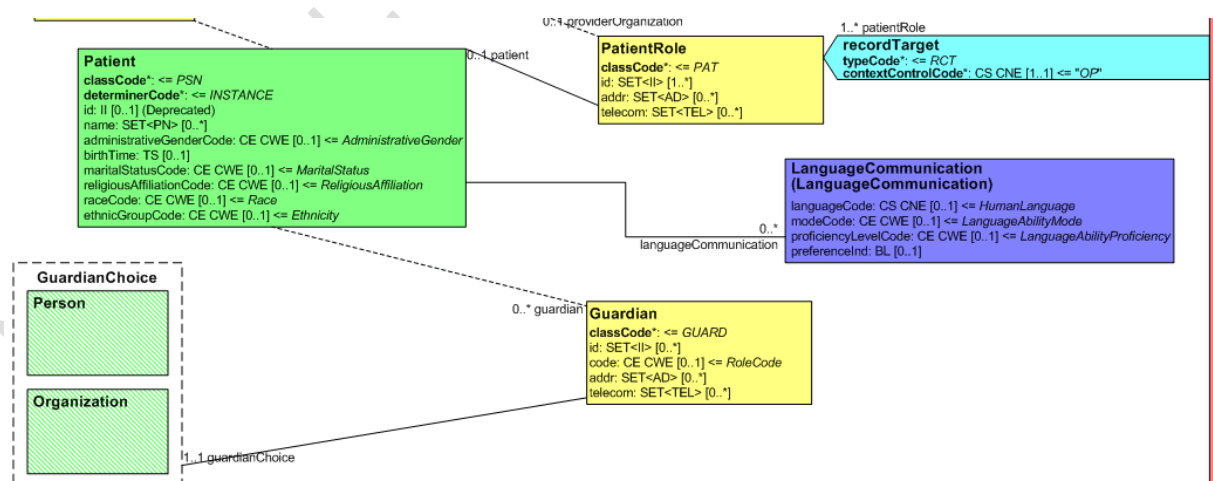 0..1 providerOrganization
1..* patientRole
Patient
classCode*: <= PSN
determinerCode*: <= INSTANCE
id: II [0..1] (Deprecated)
name: SET<PN> [0..*]
administrativeGenderCode: CE CWE [0..1] <= AdministrativeGender
birthTime: TS [0..1]
maritalStatusCode: CE CWE [0..1] <= MaritalStatus
religiousAffiliationCode: CE CWE [0..1] <= ReligiousAffiliation
raceCode: CE CWE [0..1] <= Race
ethnicGroupCode: CE CWE [0..1] <= Ethnicity
0..1 patient
PatientRole
classCode*: <= PAT
id: SET<II> [1..*]
addr: SET<AD> [0..*]
telecom: SET<TEL> [0..*]
recordTarget
typeCode*: <= RCT
contextControlCode*: CS CNE [1..1] <= "OP"
LanguageCommunication
(LanguageCommunication)
languageCode: CS CNE [0..1] <= HumanLanguage
modeCode: CE CWE [0..1] <= LanguageAbilityMode
proficiencyLevelCode: CE CWE [0..1] <= LanguageAbilityProficiency
preferenceInd: BL [0..1]
0..*
languageCommunication
GuardianChoice
Person
Organization
0..* guardian
Guardian
classCode*: <= GUARD
id: SET<II> [0..*]
code: CE CWE [0..1] <= RoleCode
addr: SET<AD> [0..*]
telecom: SET<TEL> [0..*]
1..1 guardianChoice